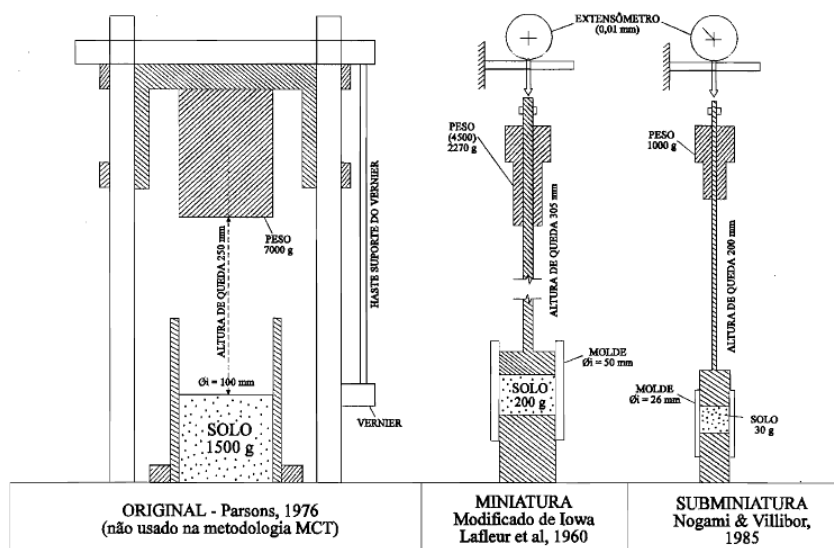 EXTENSÔMETRO
(0,01 mm)
PESO
(4500)
2270 g
PESO
1000 g
PESO
7000 g
ALTURA DE QUEDA 250 mm
HASTE SUPORTE DO VERNIER
ALTURA DE QUEDA 305 mm
ALTURA DE QUEDA 200 mm
Øi = 100 mm
VERNIER
SOLO
1500 g
MOLDE
Øi = 50 mm
SOLO
200 g
MOLDE
Øi = 26 mm
SOLO
30 g
ORIGINAL - Parsons, 1976
(não usado na metodologia MCT)
MINIATURA
Modificado de Iowa
Lafleur et al, 1960
SUBMINIATURA
Nogami & Villibor,
1985